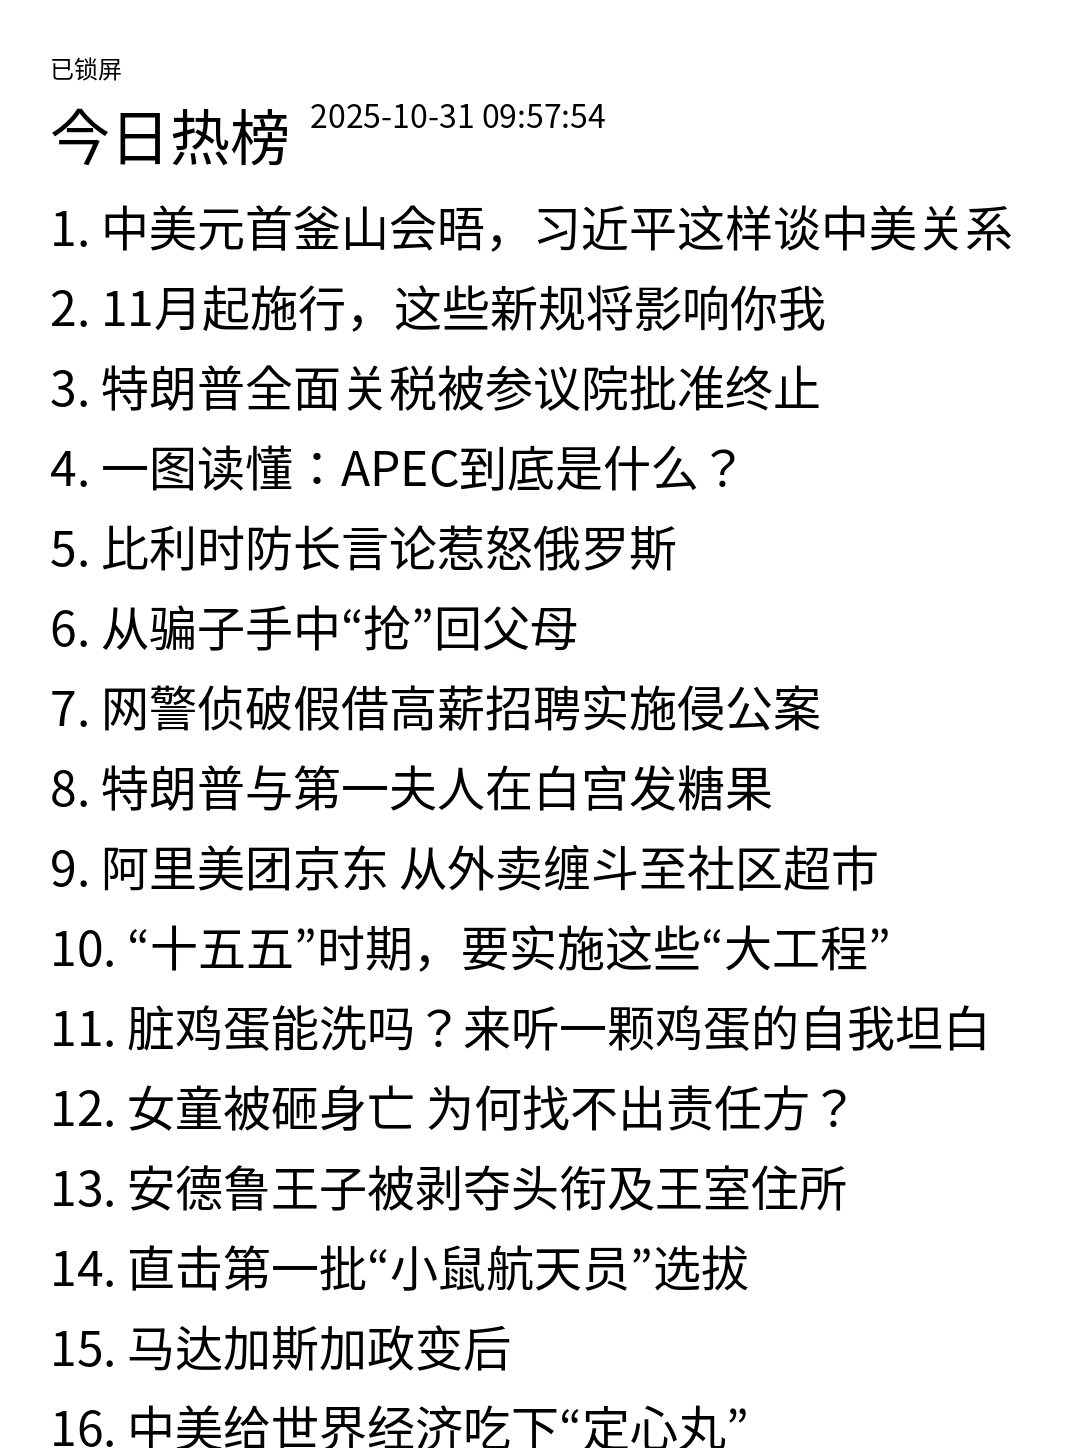 已锁屏
今日热榜 2025-10-31 09:57:54
1. 中美元首釜山会晤，习近平这样谈中美关系
2. 11月起施行，这些新规将影响你我
3. 特朗普全面关税被参议院批准终止
4. 一图读懂：APEC到底是什么？
5. 比利时防长言论惹怒俄罗斯
6. 从骗子手中“抢”回父母
7. 网警侦破假借高薪招聘实施侵公案
8. 特朗普与第一夫人在白宫发糖果
9. 阿里美团京东 从外卖缠斗至社区超市
10. “十五五”时期，要实施这些“大工程”
11. 脏鸡蛋能洗吗？来听一颗鸡蛋的自我坦白
12. 女童被砸身亡 为何找不出责任方？
13. 安德鲁王子被剥夺头衔及王室住所
14. 直击第一批“小鼠航天员”选拔
15. 马达加斯加政变后
16. 中美给世界经济吃下“定心丸”